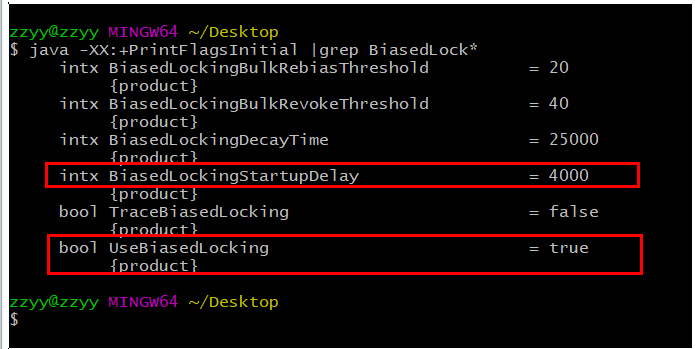 zzyy@zzyy MINGW64 ~/Desktop
$ java -XX:+PrintFlagsInitial |grep BiasedLock*
intx BiasedLockingBulkRebiasThreshold = 20
{product}
intx BiasedLockingBulkRevokeThreshold = 40
{product}
intx BiasedLockingDecayTime = 25000
{product}
intx BiasedLockingStartupDelay = 4000
{product}
bool TraceBiasedLocking = false
{product}
bool UseBiasedLocking = true
{product}
zzyy@zzyy MINGW64 ~/Desktop
$